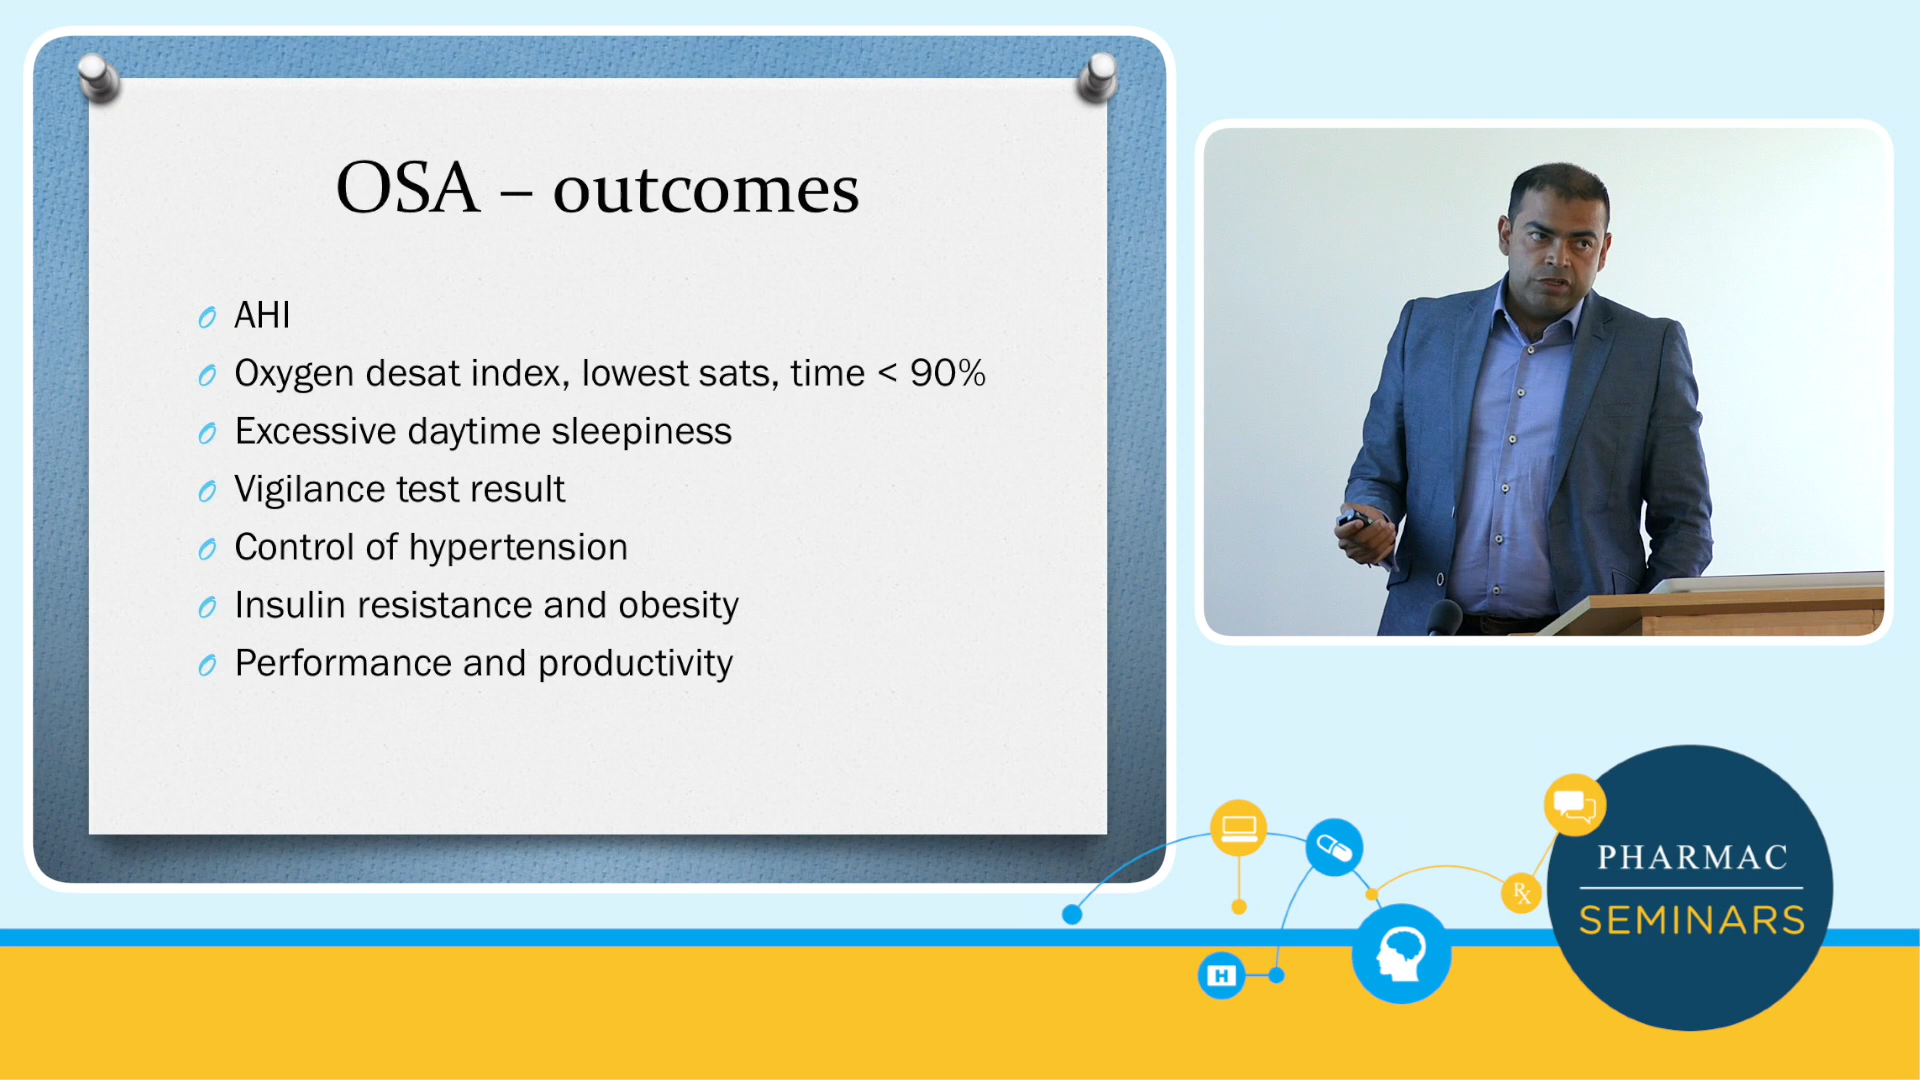 OSA – outcomes
AHI
Oxygen desat index, lowest sats, time < 90%
Excessive daytime sleepiness
Vigilance test result
Control of hypertension
Insulin resistance and obesity
Performance and productivity
PHARMAC
SEMINARS
Rx
H